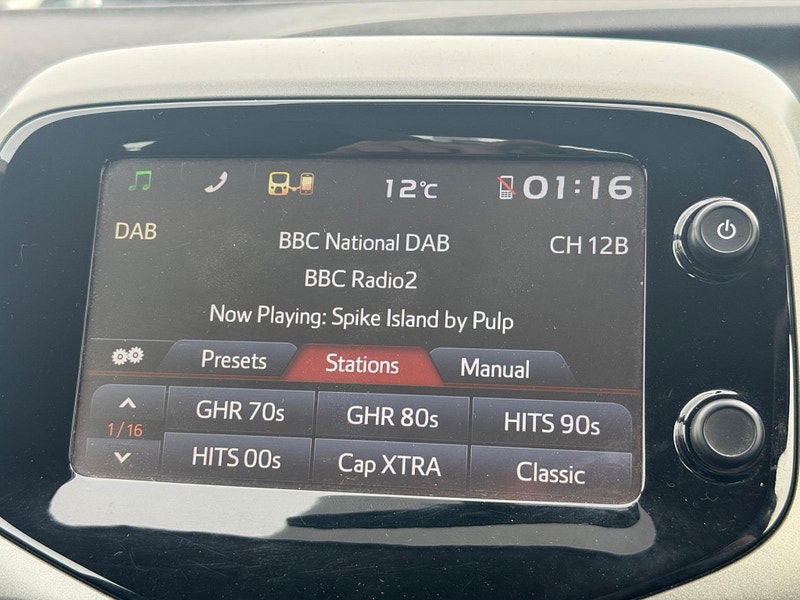 12°C
01:16
DAB
BBC National DAB
CH 12B
BBC Radio2
Now Playing: Spike Island by Pulp
Presets
Stations
Manual
1/16
GHR 70s
GHR 80s
HITS 90s
HITS 00s
Cap XTRA
Classic